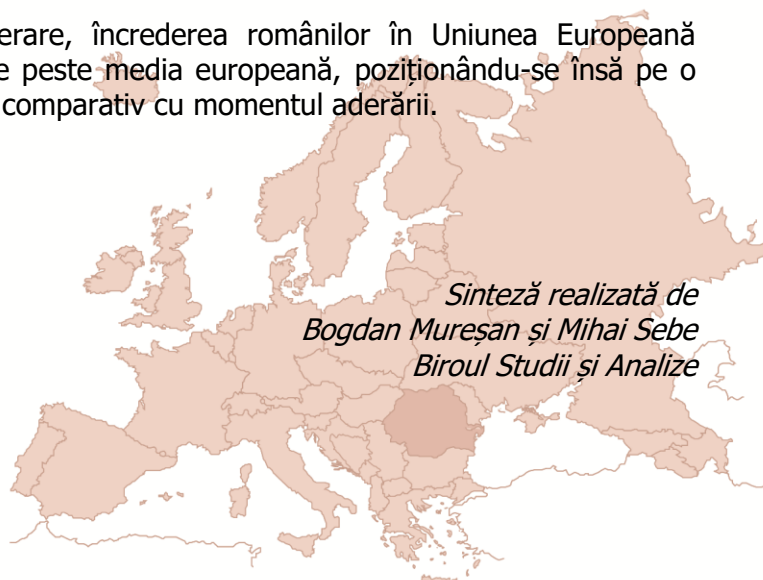 erare, încrederea românilor în Uniunea Europeană
e peste media europeană, poziționându-se însă pe o
comparativ cu momentul aderării.
Sinteză realizată de
Bogdan Mureșan și Mihai Sebe
Biroul Studii și Analize